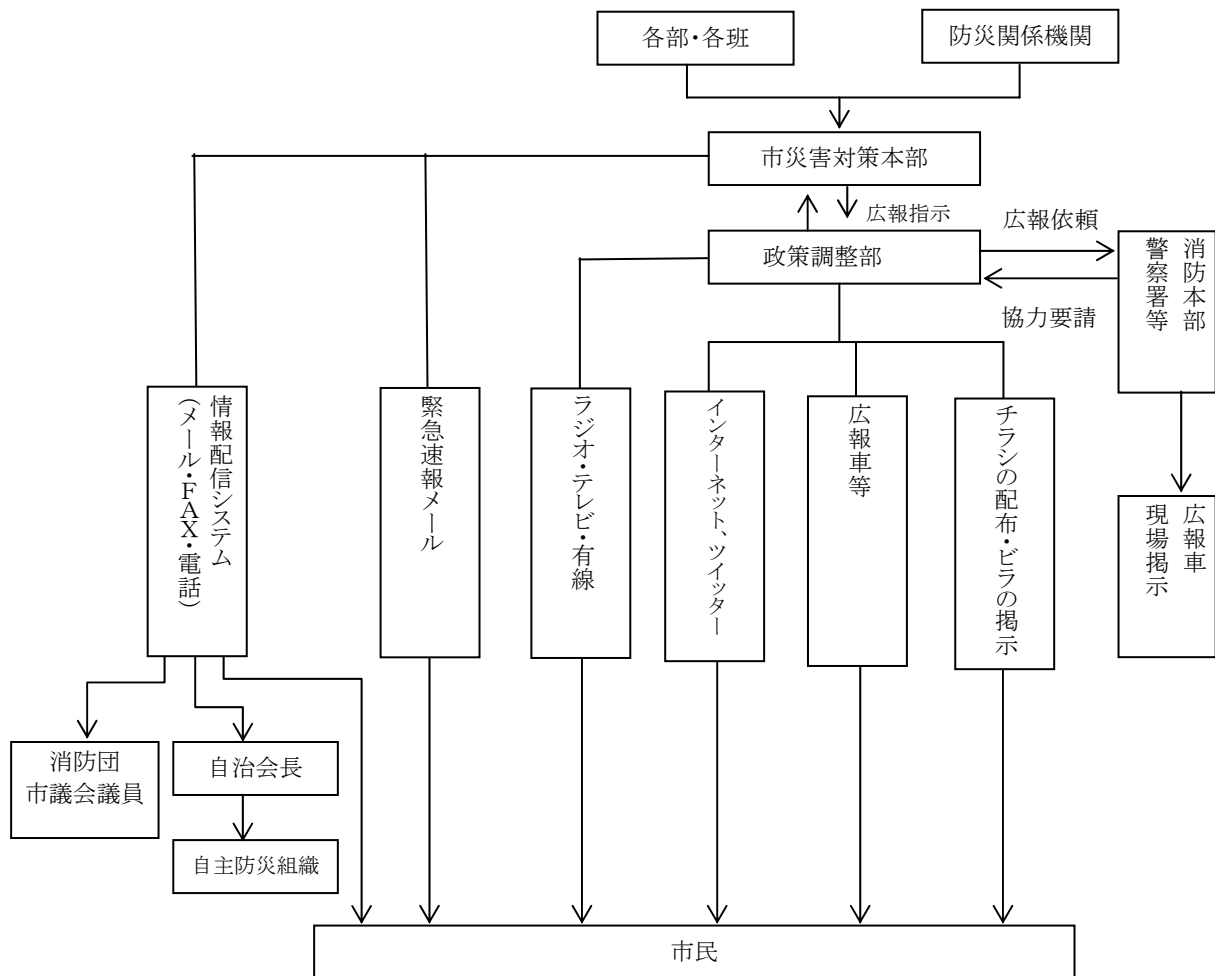 各部・各班
防災関係機関
市災害対策本部
広報指示
政策調整部
広報依頼
協力要請
消防本部
警察署等
情報配信システム
(メール・FAX・電話)
緊急速報メール
ラジオ・テレビ・有線
インターネット、ツイッター
広報車等
チラシの配布・ビラの掲示
広報車
現場掲示
消防団
市議会議員
自治会長
自主防災組織
市民